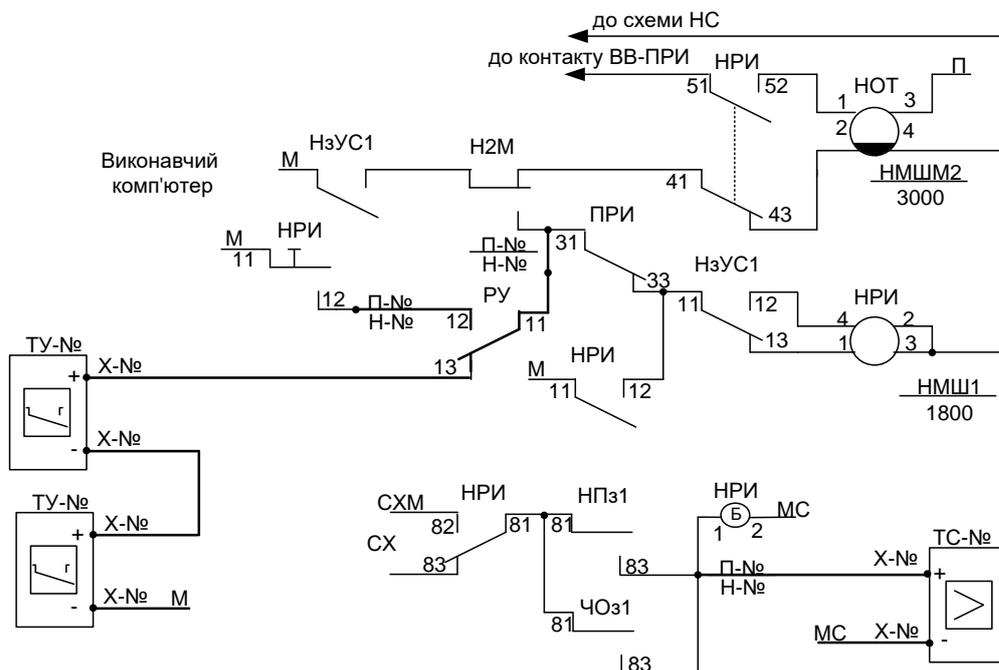 до схеми НС
до контакту ВВ-ПРИ
НРИ
П
51
52
НОТ
1
3
2
4
НзУС1
Н2М
Виконавчий
комп'ютер
М
41
НМШМ2
3000
43
ПРИ
НРИ
М
11
П-№
Н-№
31
НзУС1
33
12
П-№
Н-№
РУ
12
11
11
12
НРИ
4
2
1
3
13
ТУ-№
+
Х-№
13
НРИ
М
11
12
НМШ1
1800
Г
-
Х-№
ТУ-№
+
Х-№
Г
-
Х-№
М
СХМ
НРИ
НПз1
НРИ
82
81
81
Б
1
2
МС
СХ
83
83
П-№
Н-№
Х-№
ТС-№
+
ЧОз1
81
МС
Х-№
-
83